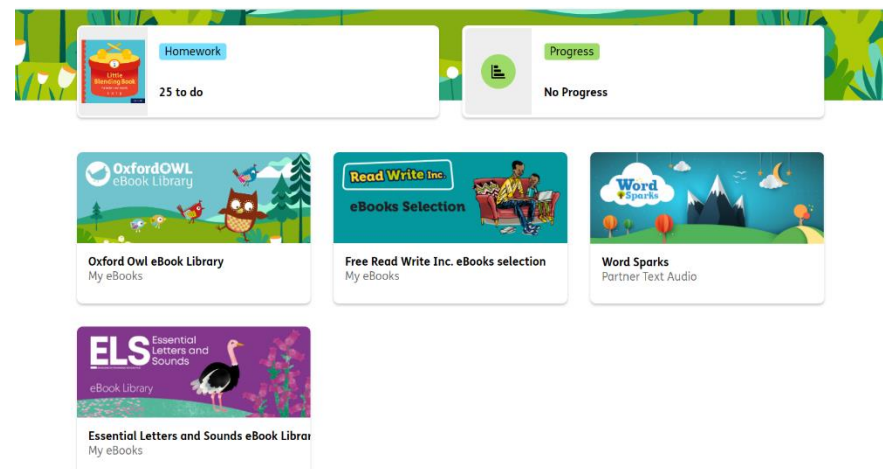 Homework
25 to do
Little
Blending Book
Progress
No Progress
OxfordOWL
eBook Library
Oxford Owl eBook Library
My eBooks
Read Write Inc.
eBooks Selection
Free Read Write Inc. eBooks selection
My eBooks
Word
Sparks
Word Sparks
Partner Text Audio
ELS
Essential
Letters and
Sounds
eBook Library
Essential Letters and Sounds eBook Librar
My eBooks